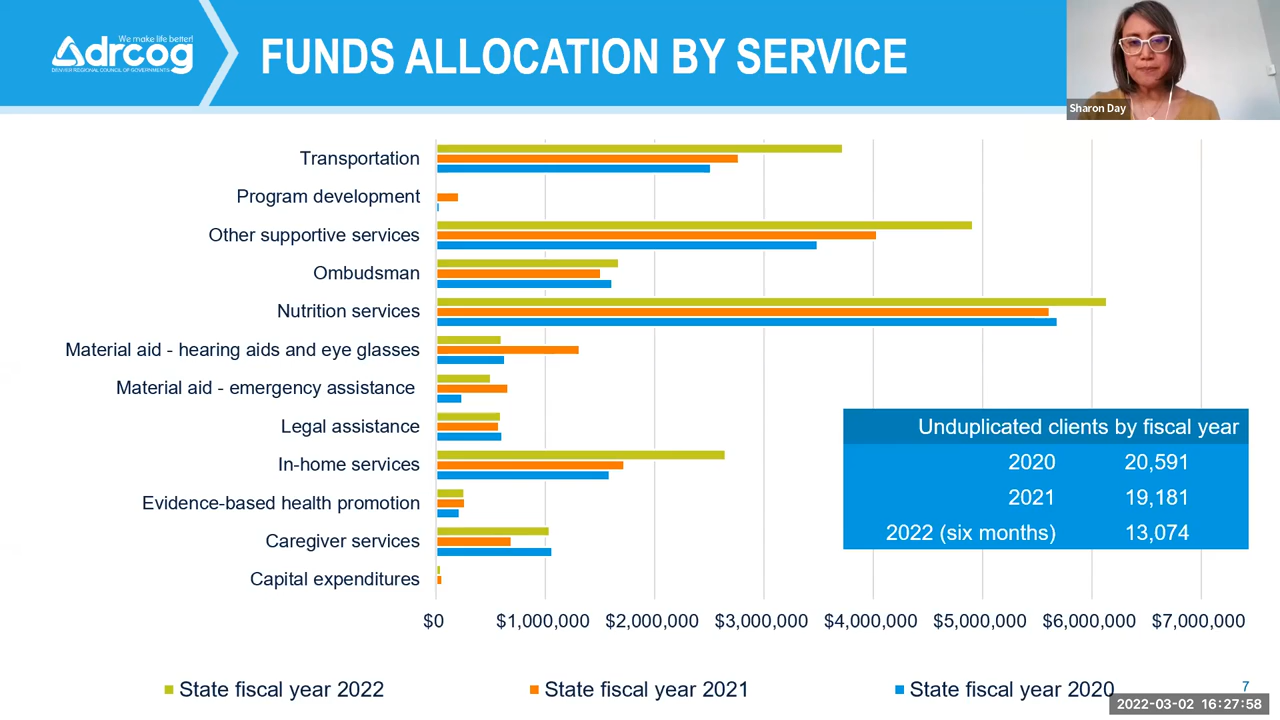 We make life better!
drcog
DENVER REGIONAL COUNCIL OF GOVERNMENTS
FUNDS ALLOCATION BY SERVICE
Sharon Day
Transportation
Program development
Other supportive services
Ombudsman
Nutrition services
Material aid - hearing aids and eye glasses
Material aid - emergency assistance
Legal assistance
In-home services
Evidence-based health promotion
Caregiver services
Capital expenditures
Unduplicated clients by fiscal year
2020 20,591
2021 19,181
2022 (six months) 13,074
$0 $1,000,000 $2,000,000 $3,000,000 $4,000,000 $5,000,000 $6,000,000 $7,000,000
State fiscal year 2022 State fiscal year 2021 State fiscal year 2020
7
2022-03-02 16:27:58